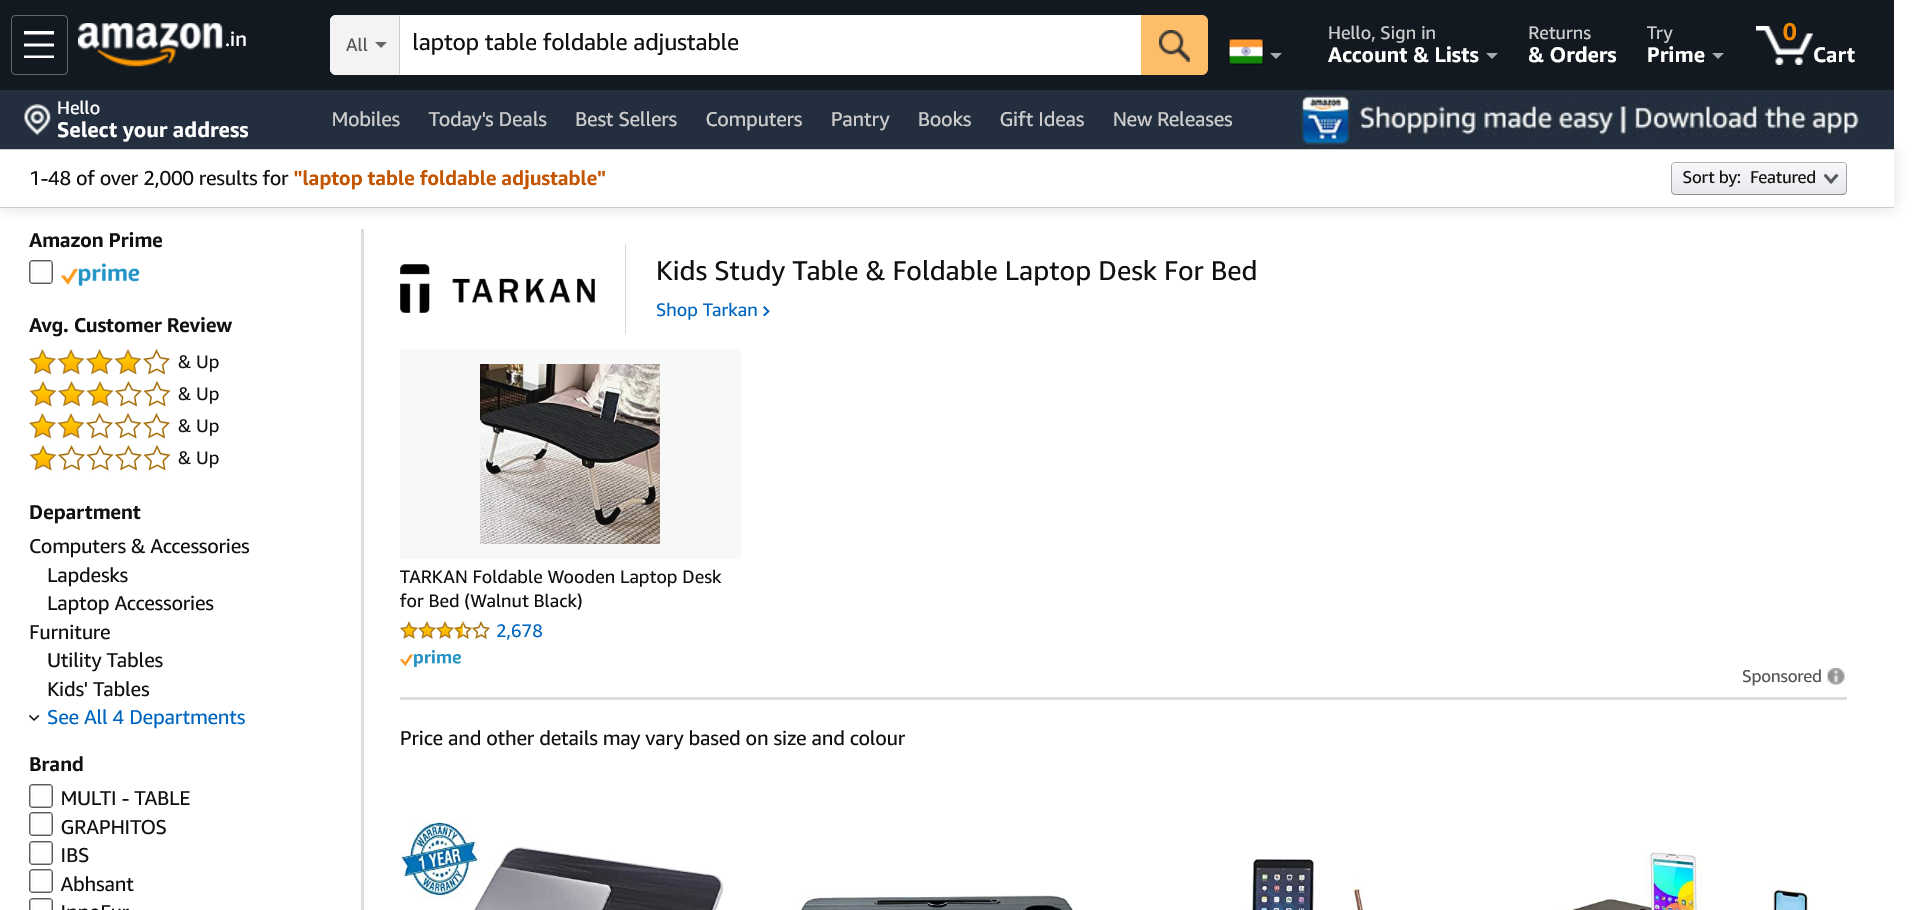 amazon.in
All
laptop table foldable adjustable
Hello, Sign in
Account & Lists
Returns
& Orders
Try
Prime
0
Cart
Hello
Select your address
Mobiles
Today's Deals
Best Sellers
Computers
Pantry
Books
Gift Ideas
New Releases
amazon
Shopping made easy | Download the app
1-48 of over 2,000 results for "laptop table foldable adjustable"
Sort by: Featured
Amazon Prime
prime
Avg. Customer Review
& Up
& Up
& Up
& Up
Department
Computers & Accessories
Lapdesks
Laptop Accessories
Furniture
Utility Tables
Kids' Tables
See All 4 Departments
Brand
MULTI - TABLE
GRAPHITOS
IBS
Abhsant
TARKAN
Kids Study Table & Foldable Laptop Desk For Bed
Shop Tarkan ›
TARKAN Foldable Wooden Laptop Desk
for Bed (Walnut Black)
2,678
prime
Sponsored
Price and other details may vary based on size and colour
WARRANTY
1 YEAR
WARRANTY